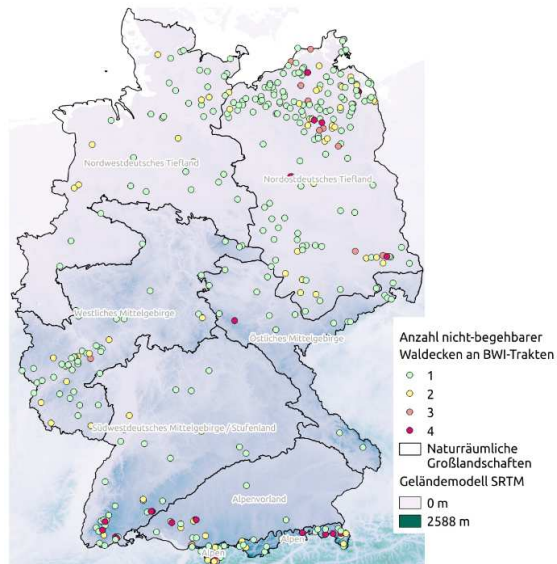 Nordwestdeutsches Tiefland
Nordostdeutsches Tiefland
Westliches Mittelgebirge
Östliches Mittelgebirge
Südwestdeutsches Mittelgebirge / Stufenland
Alpenvorland
Alpen
Alpen
Anzahl nicht-begehbarer
Waldecken an BWI-Trakten
1
2
3
4
Naturräumliche
Großlandschaften
Geländemodell SRTM
0 m
2588 m